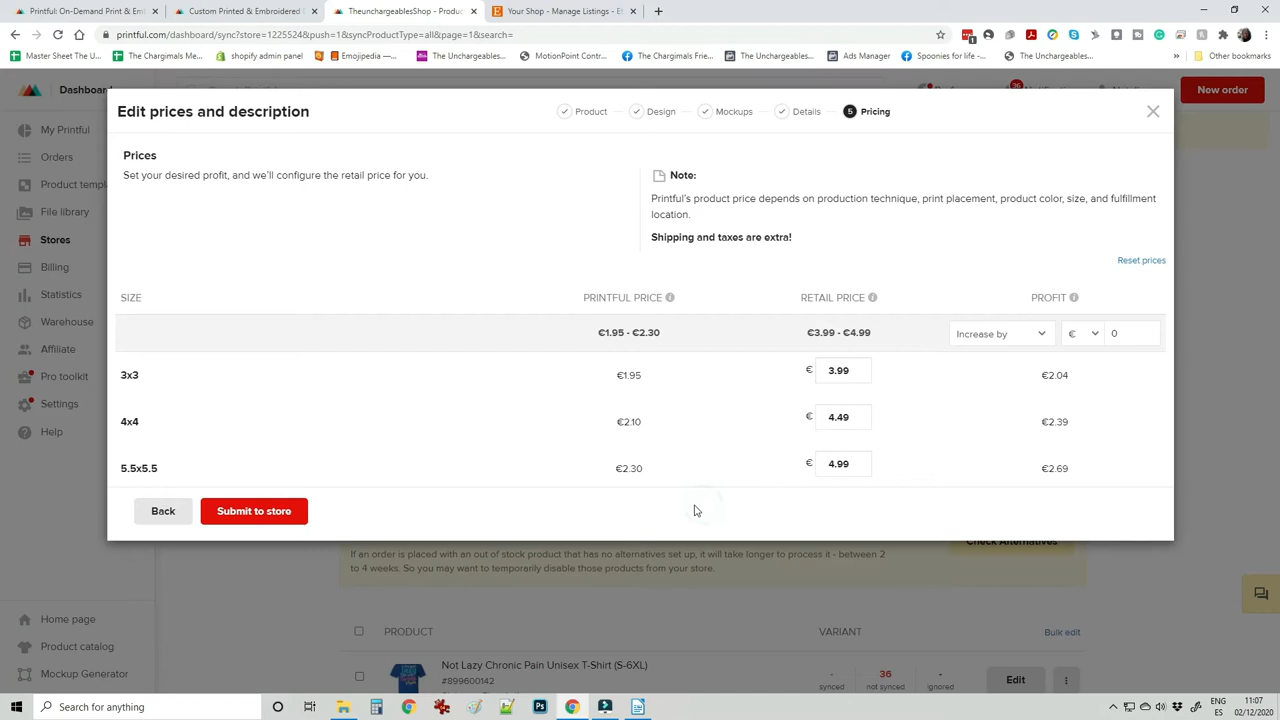 Printful: On-Demand Print & Em
Custom Printed & Embroidered
TheunchargeablesShop - Produc
Your Shop - Manage Listings - Et
printful.com/dashboard/sync?store=1225524&push=1&syncProductType=all&page=1&search=
Master Sheet The U...
The Chargimals Me...
shopify admin panel
Emojipedia —...
The Unchargeables...
MotionPoint Contr...
The Chargimals Frie...
The Unchargeables...
Ads Manager
Spoonies for life -...
The Unchargeables...
Other bookmarks
Dashboard
36
New order
My Printful
Orders
Product templ
File library
Stores
Billing
Statistics
Warehouse
Affiliate
Pro toolkit
Settings
Help
Home page
Product catalog
Mockup Generator
Edit prices and description
Product
Design
Mockups
Details
5 Pricing
Prices
Set your desired profit, and we'll configure the retail price for you.
Note:
Printful's product price depends on production technique, print placement, product color, size, and fulfillment
location.
Shipping and taxes are extra!
Reset prices
SIZE PRINTFUL PRICE RETAIL PRICE PROFIT
€1.95 - €2.30 €3.99 - €4.99 Increase by € 0
3x3 €1.95 € 3.99 €2.04
4x4 €2.10 € 4.49 €2.39
5.5x5.5 €2.30 € 4.99 €2.69
Back
Submit to store
Check Alternatives
If an order is placed with an out of stock product that has no alternatives set up, it will take longer to process it - between 2
to 4 weeks. So you may want to temporarily disable those products from your store.
PRODUCT VARIANT Bulk edit
Not Lazy Chronic Pain Unisex T-Shirt (S-6XL)
#899600142
- 36 -
synced not synced ignored
Edit
Search for anything
ENG
ES
11:07
02/12/2020